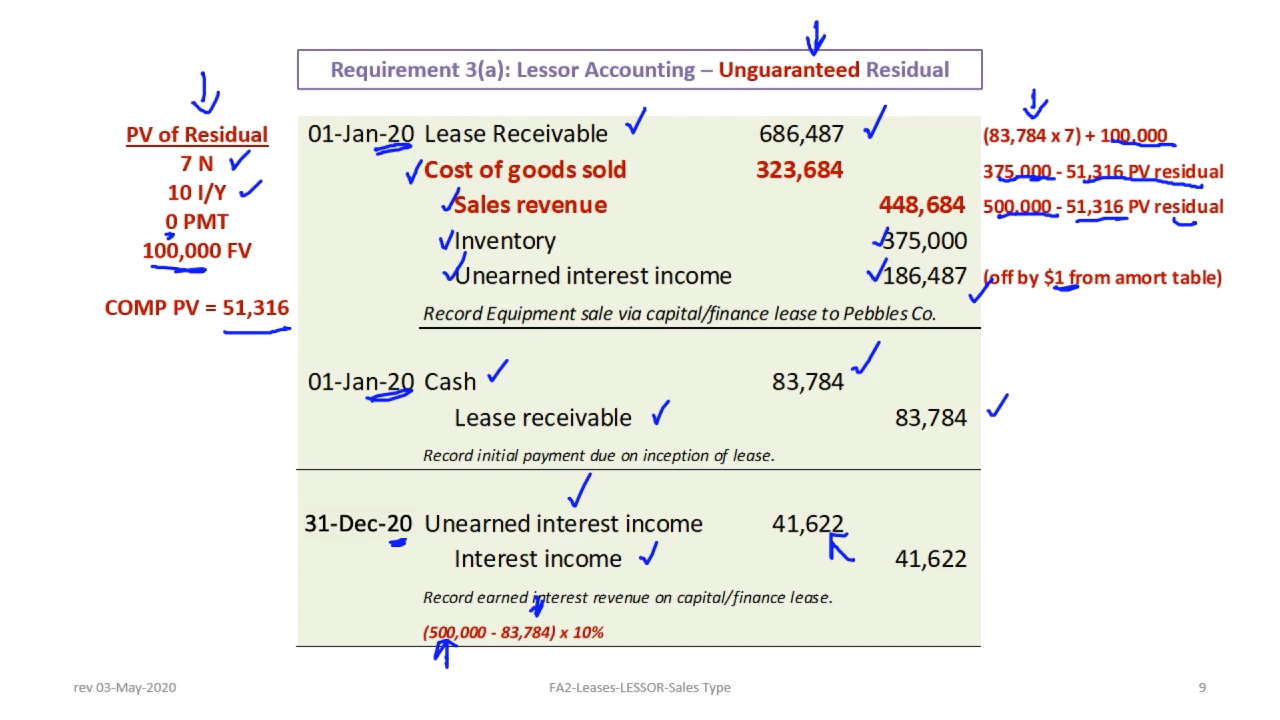 Requirement 3(a): Lessor Accounting – Unguaranteed Residual
PV of Residual
7 N
10 I/Y
0 PMT
100,000 FV
COMP PV = 51,316
01-Jan-20 Lease Receivable 686,487 (83,784 x 7) + 100,000
Cost of goods sold 323,684 375,000 - 51,316 PV residual
Sales revenue 448,684 500,000 - 51,316 PV residual
Inventory 375,000
Unearned interest income 186,487 (off by $1 from amort table)
Record Equipment sale via capital/finance lease to Pebbles Co.
01-Jan-20 Cash 83,784
Lease receivable 83,784
Record initial payment due on inception of lease.
31-Dec-20 Unearned interest income 41,622
Interest income 41,622
Record earned interest revenue on capital/finance lease.
(500,000 - 83,784) x 10%
rev 03-May-2020 FA2-Leases-LESSOR-Sales Type 9